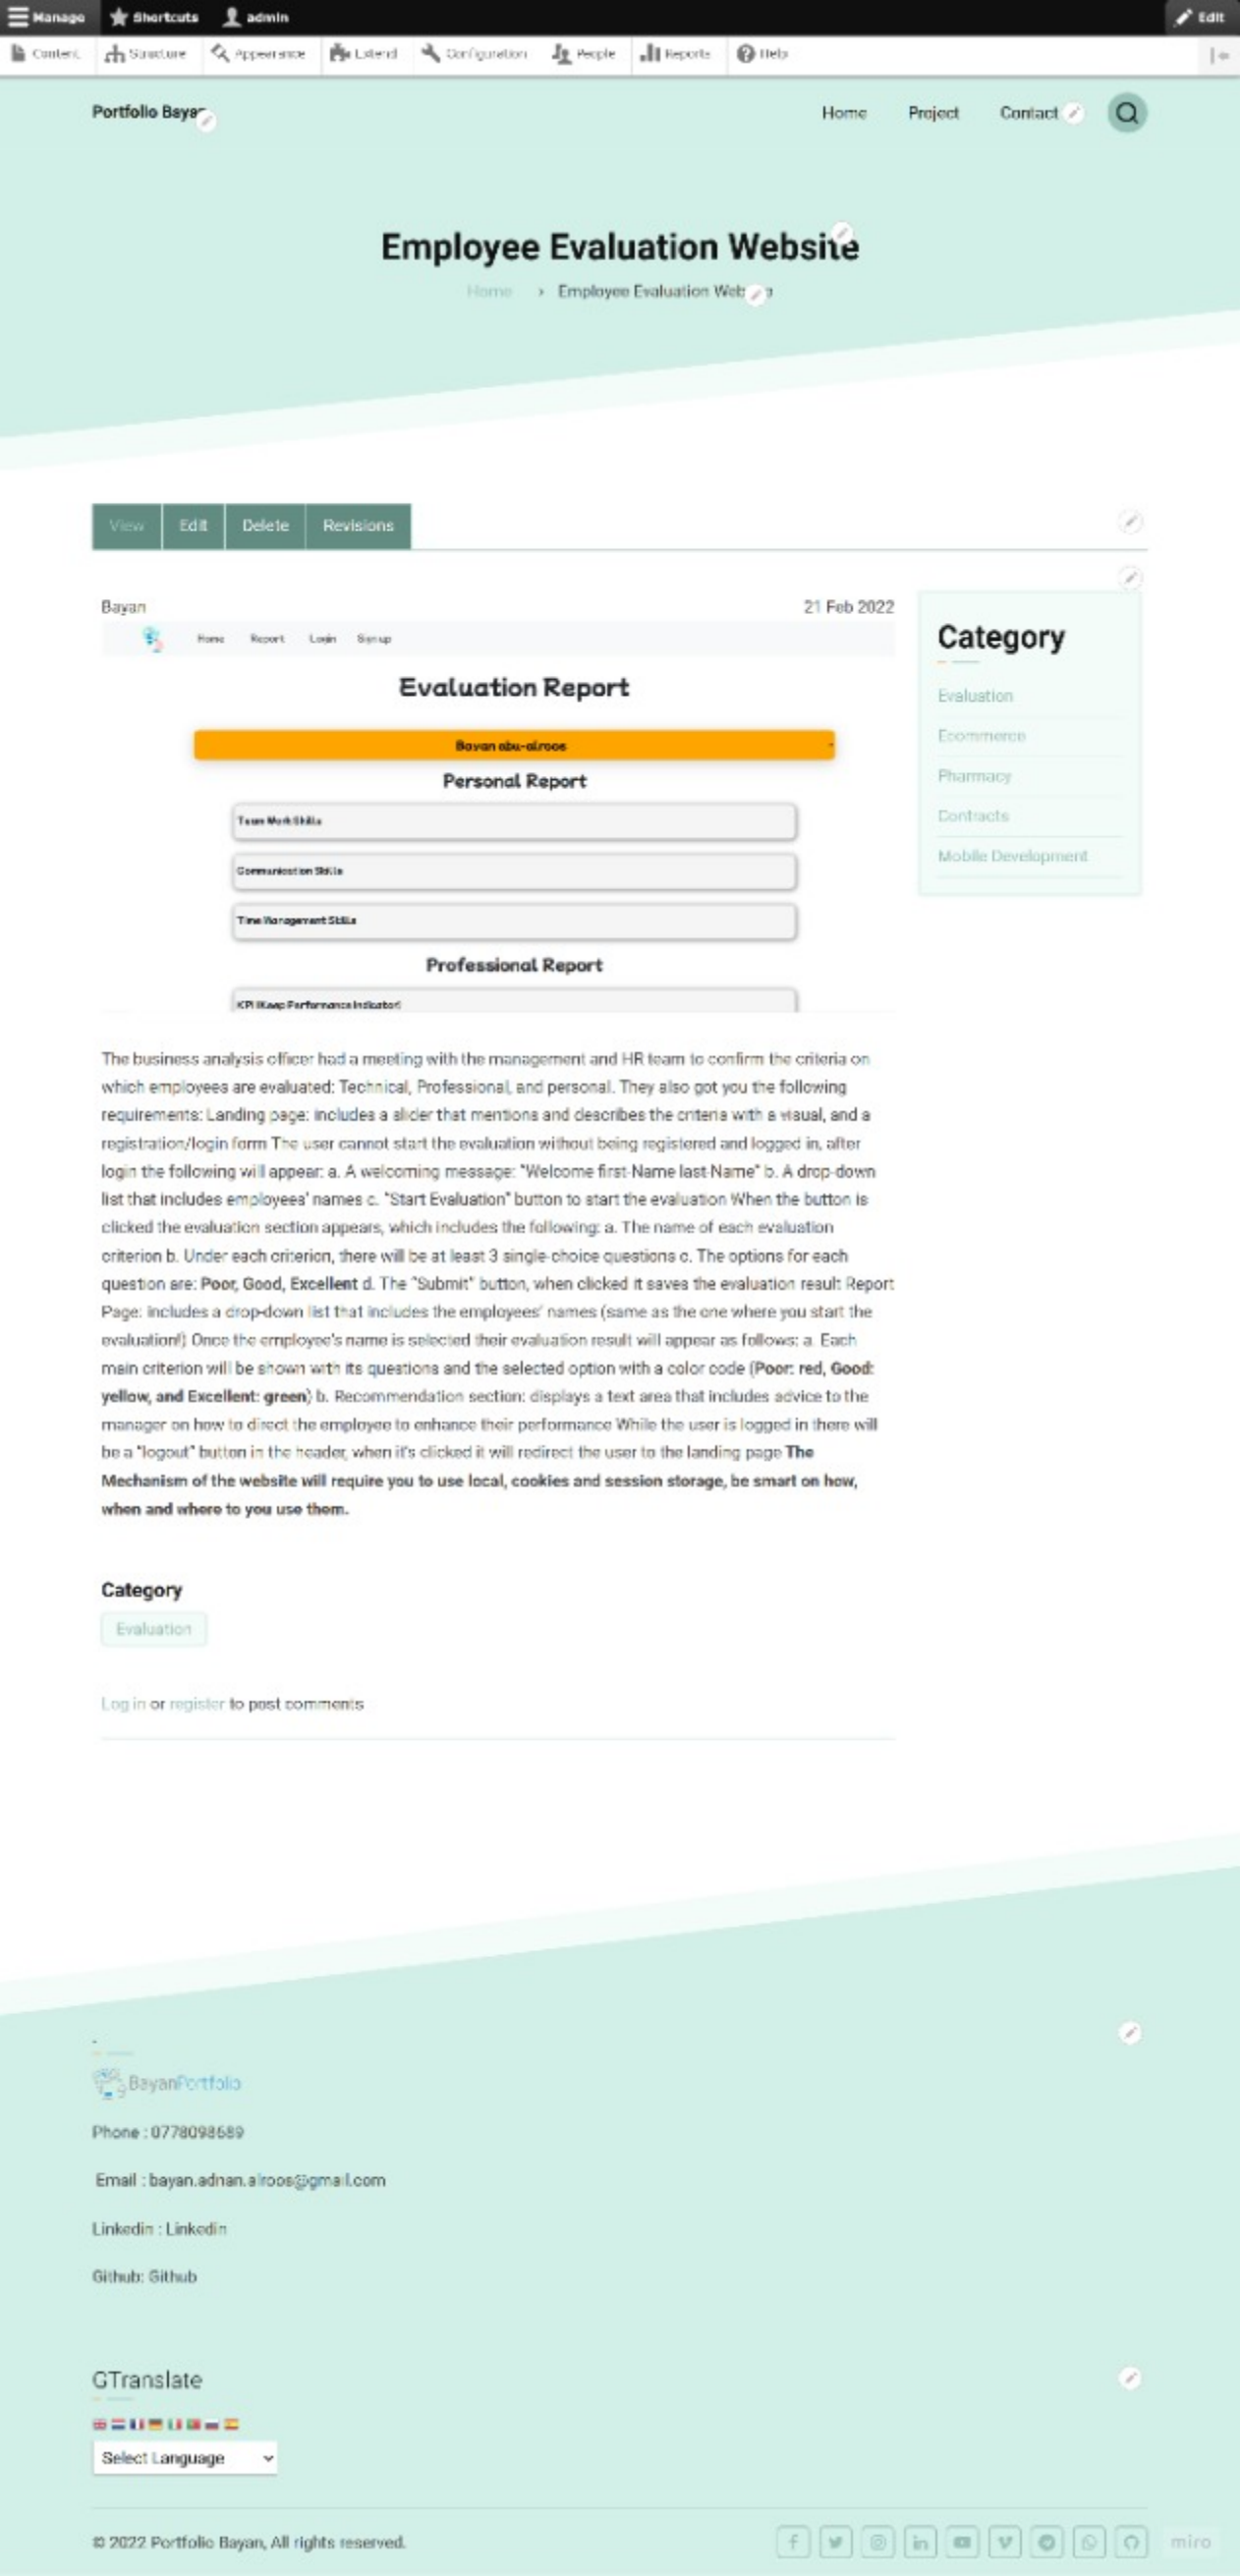 Manage Shortcuts admin Edit
Content Structure Appearance Extend Configuration People Reports Help
Portfolio Bayan
Home Project Contact
Employee Evaluation Website
Home › Employee Evaluation Web
View Edit Delete Revisions
Bayan 21 Feb 2022
Home Report Login Sign up
Evaluation Report
Bayan abu-alroos
Personal Report
Team Work Skills
Communication Skills
Time Management Skills
Professional Report
KPI (Keep Performance Indicator)
Category
Evaluation
Ecommerce
Pharmacy
Contracts
Mobile Development
The business analysis officer had a meeting with the management and HR team to confirm the criteria on
which employees are evaluated: Technical, Professional, and personal. They also got you the following
requirements: Landing page: includes a slider that mentions and describes the criteria with a visual, and a
registration/login form The user cannot start the evaluation without being registered and logged in, after
login the following will appear: a. A welcoming message: "Welcome first-Name last-Name" b. A drop-down
list that includes employees' names c. "Start Evaluation" button to start the evaluation When the button is
clicked the evaluation section appears, which includes the following: a. The name of each evaluation
criterion b. Under each criterion, there will be at least 3 single-choice questions c. The options for each
question are: Poor, Good, Excellent d. The "Submit" button, when clicked it saves the evaluation result Report
Page: includes a drop-down list that includes the employees' names (same as the one where you start the
evaluation!) Once the employee's name is selected their evaluation result will appear as follows: a. Each
main criterion will be shown with its questions and the selected option with a color code (Poor: red, Good:
yellow, and Excellent: green) b. Recommendation section: displays a text area that includes advice to the
manager on how to direct the employee to enhance their performance While the user is logged in there will
be a "logout" button in the header, when it's clicked it will redirect the user to the landing page The
Mechanism of the website will require you to use local, cookies and session storage, be smart on how,
when and where to you use them.
Category
Evaluation
Log in or register to post comments
BayanPortfolio
Phone : 0778098689
Email : bayan.adnan.alroos@gmail.com
Linkedin : Linkedin
Github: Github
GTranslate
Select Language
© 2022 Portfolio Bayan, All rights reserved.
miro